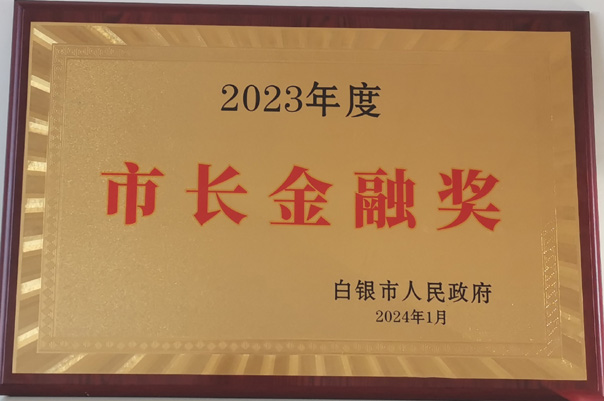 2023年度
市长金融奖
白银市人民政府
2024年1月